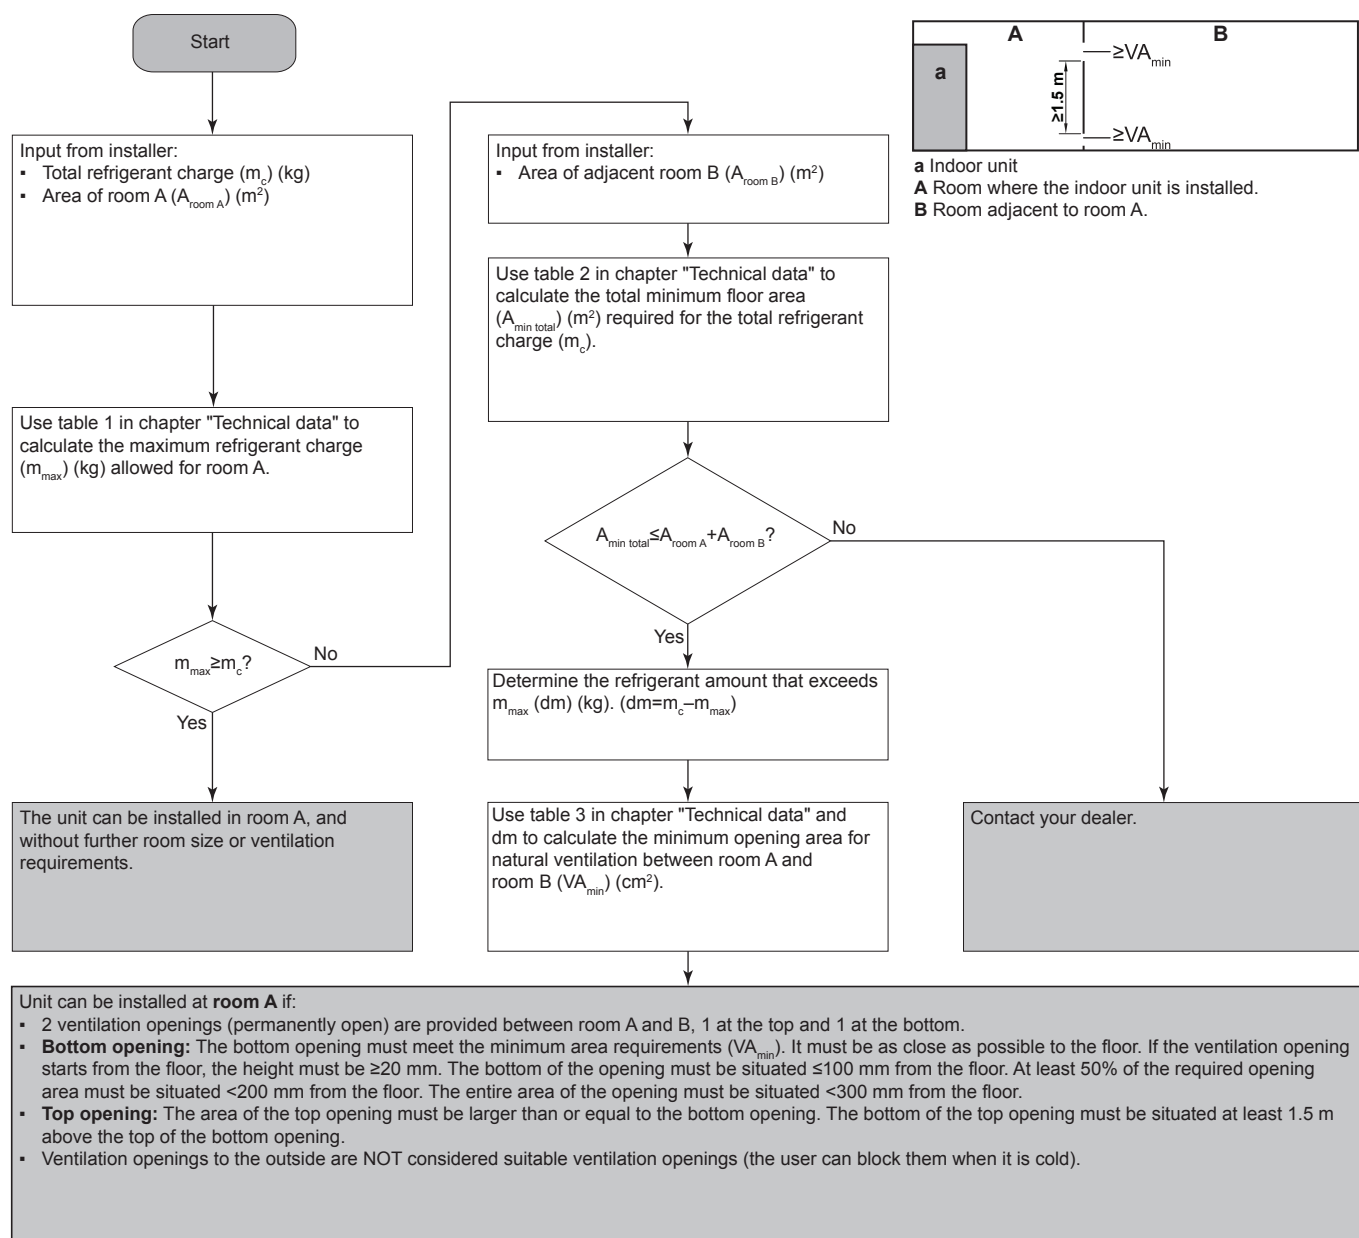 Start
Input from installer:
▪ Total refrigerant charge (mc) (kg)
▪ Area of room A (Aroom A) (m²)
Use table 1 in chapter "Technical data" to
calculate the maximum refrigerant charge
(mmax) (kg) allowed for room A.
mmax≥mc?
No
Yes
The unit can be installed in room A, and
without further room size or ventilation
requirements.
Input from installer:
▪ Area of adjacent room B (Aroom B) (m²)
Use table 2 in chapter "Technical data" to
calculate the total minimum floor area
(Amin total) (m²) required for the total refrigerant
charge (mc).
Amin total≤Aroom A+Aroom B?
No
Yes
Determine the refrigerant amount that exceeds
mmax (dm) (kg). (dm=mc–mmax)
Use table 3 in chapter "Technical data" and
dm to calculate the minimum opening area for
natural ventilation between room A and
room B (VAmin) (cm²).
Contact your dealer.
A
B
a
≥1.5 m
≥VAmin
≥VAmin
a Indoor unit
A Room where the indoor unit is installed.
B Room adjacent to room A.
Unit can be installed at room A if:
▪ 2 ventilation openings (permanently open) are provided between room A and B, 1 at the top and 1 at the bottom.
▪ Bottom opening: The bottom opening must meet the minimum area requirements (VAmin). It must be as close as possible to the floor. If the ventilation opening
starts from the floor, the height must be ≥20 mm. The bottom of the opening must be situated ≤100 mm from the floor. At least 50% of the required opening
area must be situated <200 mm from the floor. The entire area of the opening must be situated <300 mm from the floor.
▪ Top opening: The area of the top opening must be larger than or equal to the bottom opening. The bottom of the top opening must be situated at least 1.5 m
above the top of the bottom opening.
▪ Ventilation openings to the outside are NOT considered suitable ventilation openings (the user can block them when it is cold).